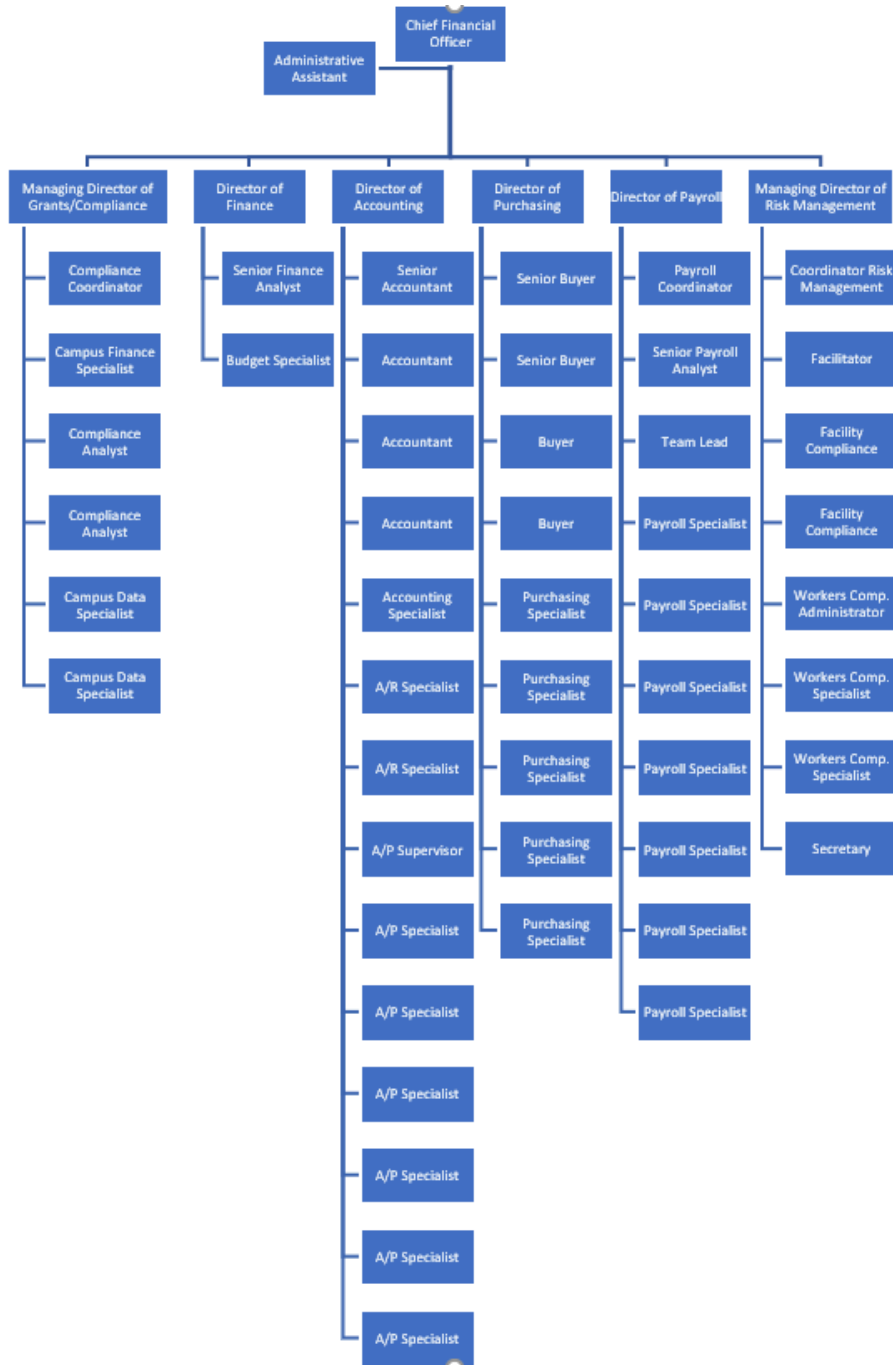 Chief Financial
Officer
Administrative
Assistant
Managing Director of
Grants/Compliance
Director of
Finance
Director of
Accounting
Director of
Purchasing
Director of Payroll
Managing Director of
Risk Management
Compliance
Coordinator
Campus Finance
Specialist
Compliance
Analyst
Compliance
Analyst
Campus Data
Specialist
Campus Data
Specialist
Senior Finance
Analyst
Budget Specialist
Senior
Accountant
Accountant
Accountant
Accountant
Accounting
Specialist
A/R Specialist
A/R Specialist
A/P Supervisor
A/P Specialist
A/P Specialist
A/P Specialist
A/P Specialist
A/P Specialist
A/P Specialist
Senior Buyer
Senior Buyer
Buyer
Buyer
Purchasing
Specialist
Purchasing
Specialist
Purchasing
Specialist
Purchasing
Specialist
Purchasing
Specialist
Payroll
Coordinator
Senior Payroll
Analyst
Team Lead
Payroll Specialist
Payroll Specialist
Payroll Specialist
Payroll Specialist
Payroll Specialist
Payroll Specialist
Payroll Specialist
Coordinator Risk
Management
Facilitator
Facility
Compliance
Facility
Compliance
Workers Comp.
Administrator
Workers Comp.
Specialist
Workers Comp.
Specialist
Secretary